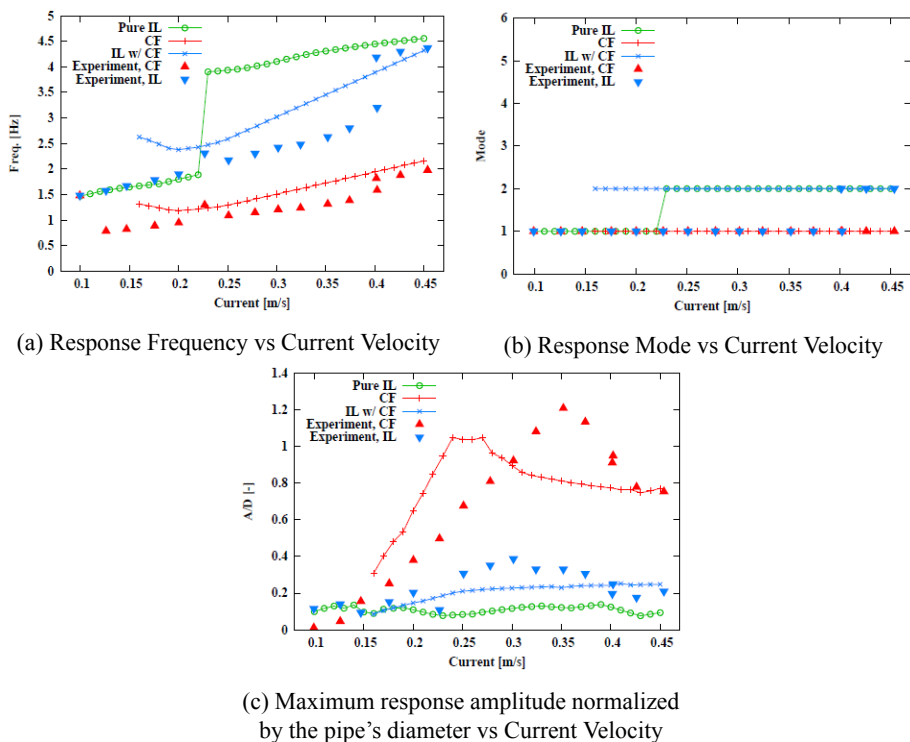 5
4.5
4
3.5
3
2.5
2
1.5
1
0.5
0
Freq. [Hz]
Pure IL
CF
IL w/ CF
Experiment, CF
Experiment, IL
0.1 0.15 0.2 0.25 0.3 0.35 0.4 0.45
Current [m/s]
(a) Response Frequency vs Current Velocity
6
5
4
3
2
1
0
Mode
Pure IL
CF
IL w/ CF
Experiment, CF
Experiment, IL
0.1 0.15 0.2 0.25 0.3 0.35 0.4 0.45
Current [m/s]
(b) Response Mode vs Current Velocity
1.4
1.2
1
0.8
0.6
0.4
0.2
0
A/D [-]
Pure IL
CF
IL w/ CF
Experiment, CF
Experiment, IL
0.1 0.15 0.2 0.25 0.3 0.35 0.4 0.45
Current [m/s]
(c) Maximum response amplitude normalized
by the pipe’s diameter vs Current Velocity